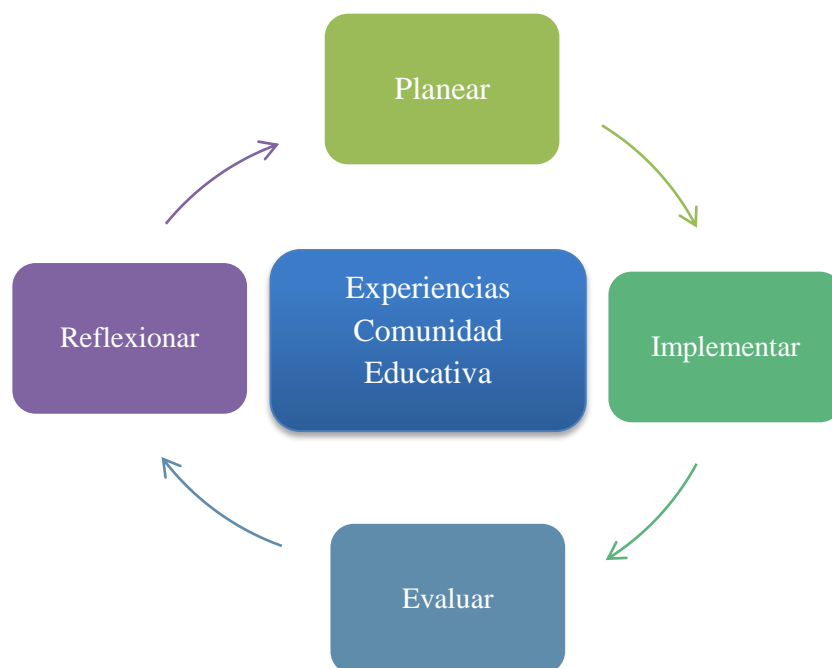 Planear
Experiencias
Comunidad
Educativa
Reflexionar
Implementar
Evaluar